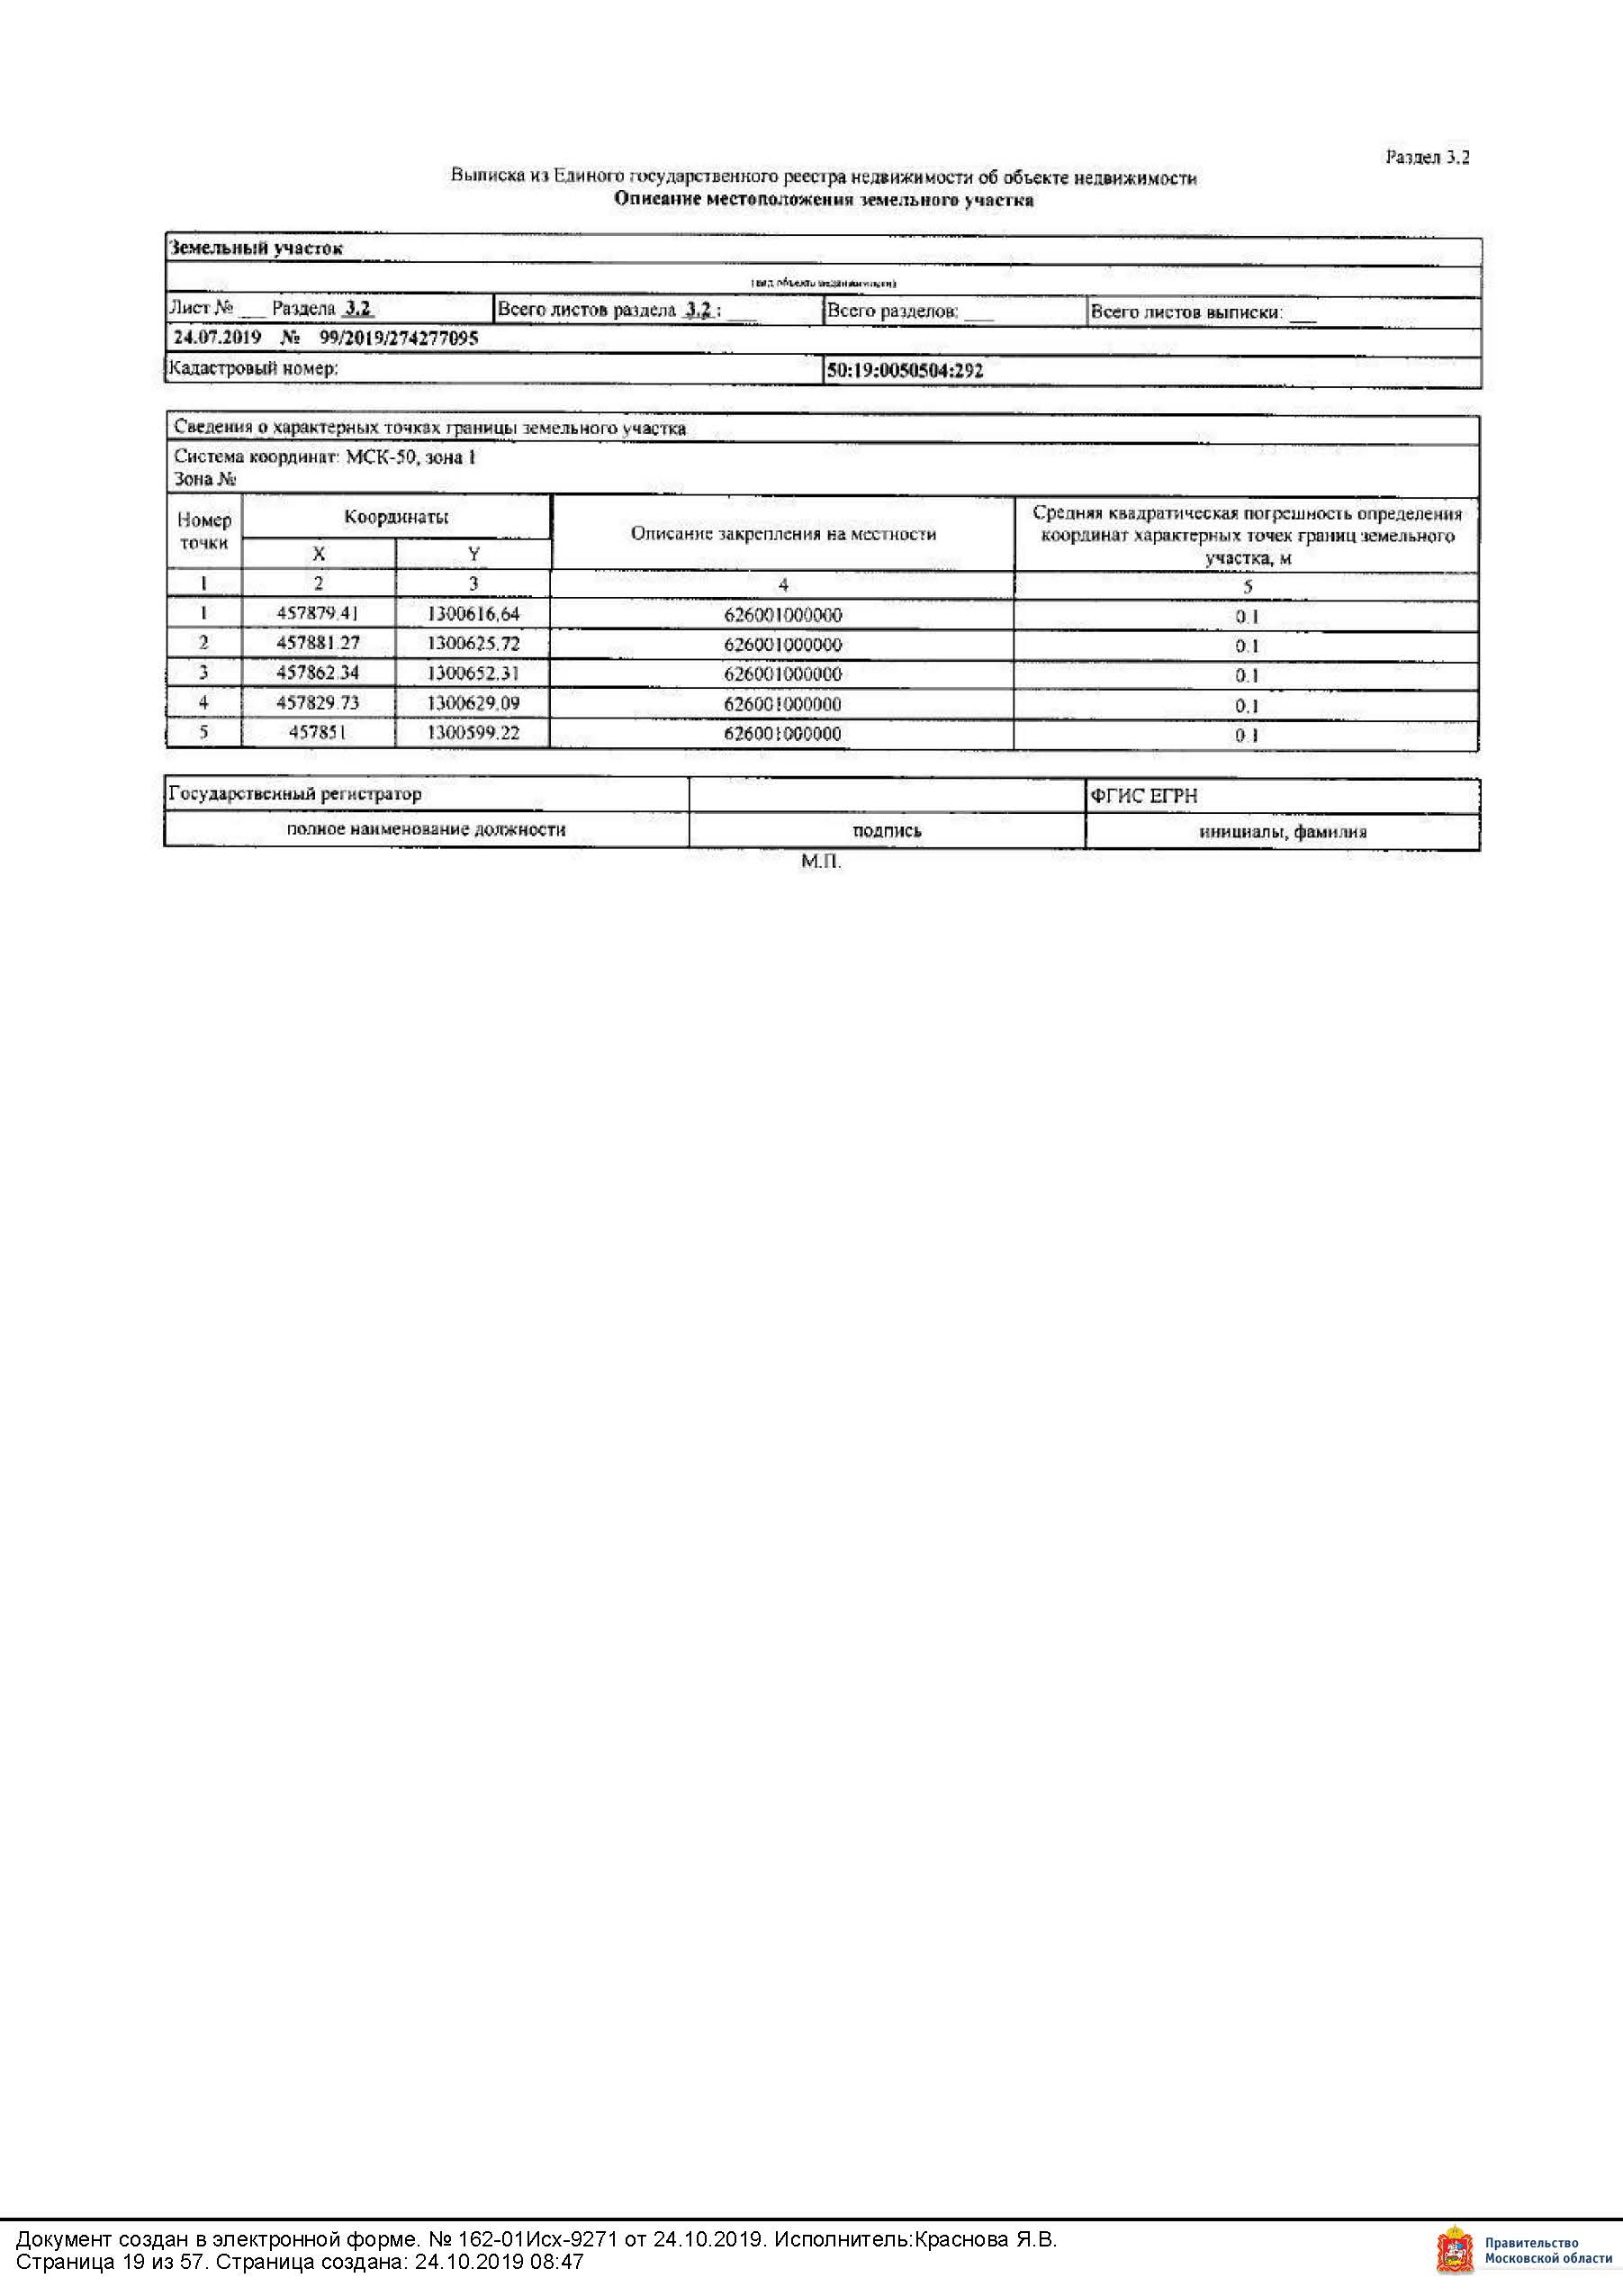 Раздел 3.2
Выписка из Единого государственного реестра недвижимости об объекте недвижимости
Описание местоположения земельного участка
Земельный участок
(вид объекта недвижимости)
Лист № ___ Раздела 3.2 Всего листов раздела 3.2 : ___ Всего разделов: ___ Всего листов выписки: ___
24.07.2019 № 99/2019/274277095
Кадастровый номер: 50:19:0050504:292
Сведения о характерных точках границы земельного участка
Система координат: МСК-50, зона 1
Зона №
Номер точки Координаты Описание закрепления на местности Средняя квадратическая погрешность определения координат характерных точек границ земельного участка, м
X Y
1 2 3 4 5
1 457879.41 1300616.64 626001000000 0.1
2 457881.27 1300625.72 626001000000 0.1
3 457862.34 1300652.31 626001000000 0.1
4 457829.73 1300629.09 626001000000 0.1
5 457851 1300599.22 626001000000 0.1
Государственный регистратор ФГИС ЕГРН
полное наименование должности подпись инициалы, фамилия
М.П.
Документ создан в электронной форме. № 162-01Исх-9271 от 24.10.2019. Исполнитель:Краснова Я.В.
Страница 19 из 57. Страница создана: 24.10.2019 08:47
Правительство
Московской области